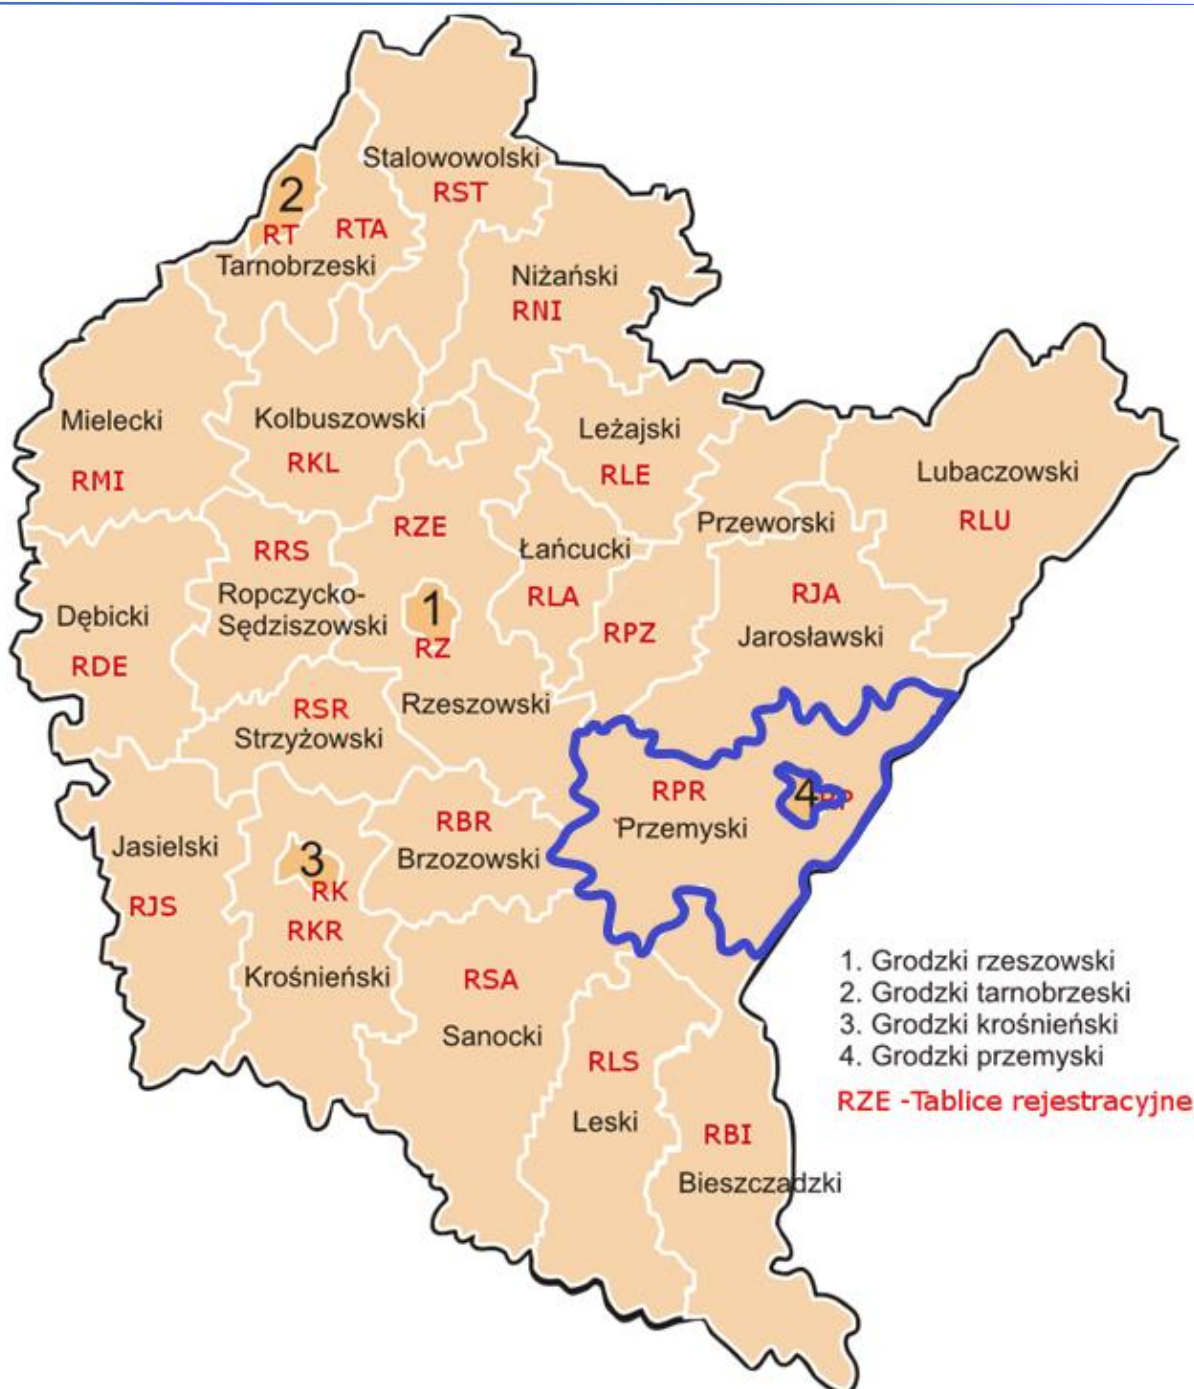 Stalowowolski
RST
2
RT
RTA
Tarnobrzeski
Niżański
RNI
Mielecki
RMI
Kolbuszowski
RKL
Leżajski
RLE
Lubaczowski
RLU
Przeworski
RZE
Łańcucki
RRS
Ropczycko-
Sędziszowski
RLA
RJA
Jarosławski
Dębicki
RDE
1
RZ
RPZ
Rzeszowski
RSR
Strzyżowski
RPR
Przemyski
4
RP
RBR
Brzozowski
Jasielski
RJS
3
RK
RKR
Krośnieński
RSA
Sanocki
RLS
Leski
RBI
Bieszczadzki
1. Grodzki rzeszowski
2. Grodzki tarnobrzeski
3. Grodzki krośnieński
4. Grodzki przemyski
RZE -Tablice rejestracyjne